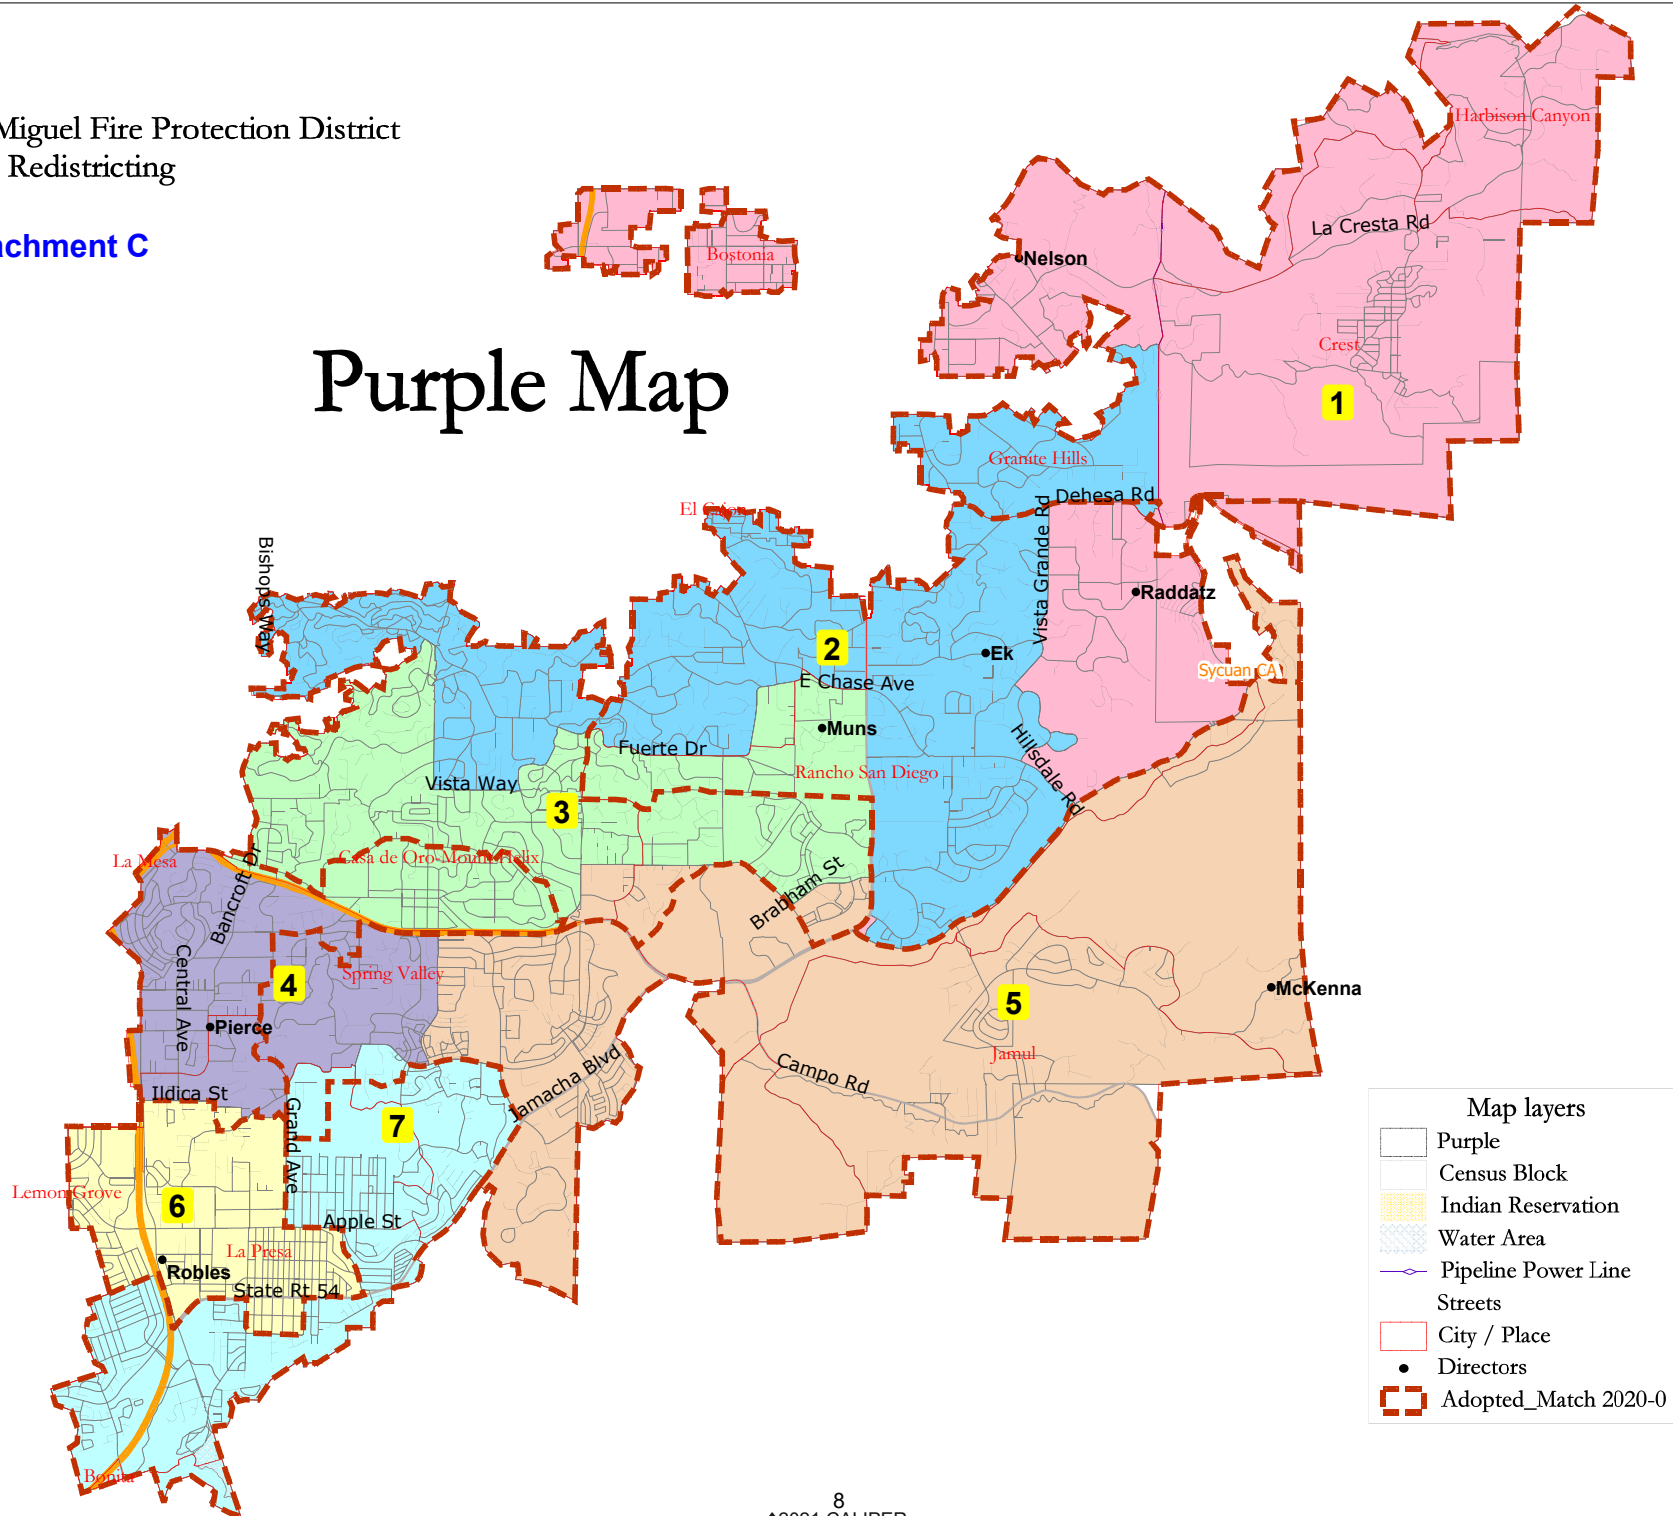 Miguel Fire Protection District
Redistricting
achment C
Purple Map
Harbison Canyon
La Cresta Rd
Bostonia
Nelson
Crest
1
Granite Hills
Dehesa Rd
El Cajon
Bishops Way
Vista Grande Rd
Raddatz
2
Ek
Sycuan CA
E Chase Ave
Muns
Fuerte Dr
Hillsdale Rd
Rancho San Diego
Vista Way
3
La Mesa
Casa de Oro-Mount Helix
Bancroft Dr
Brabham St
Central Ave
Spring Valley
4
McKenna
5
Pierce
Jamul
Jamacha Blvd
Campo Rd
Ildica St
Grand Ave
7
Lemon Grove
6
Apple St
La Presa
Robles
State Rt 54
Bonita
Map layers
Purple
Census Block
Indian Reservation
Water Area
Pipeline Power Line
Streets
City / Place
Directors
Adopted_Match 2020-0
8
2021 CALIPER